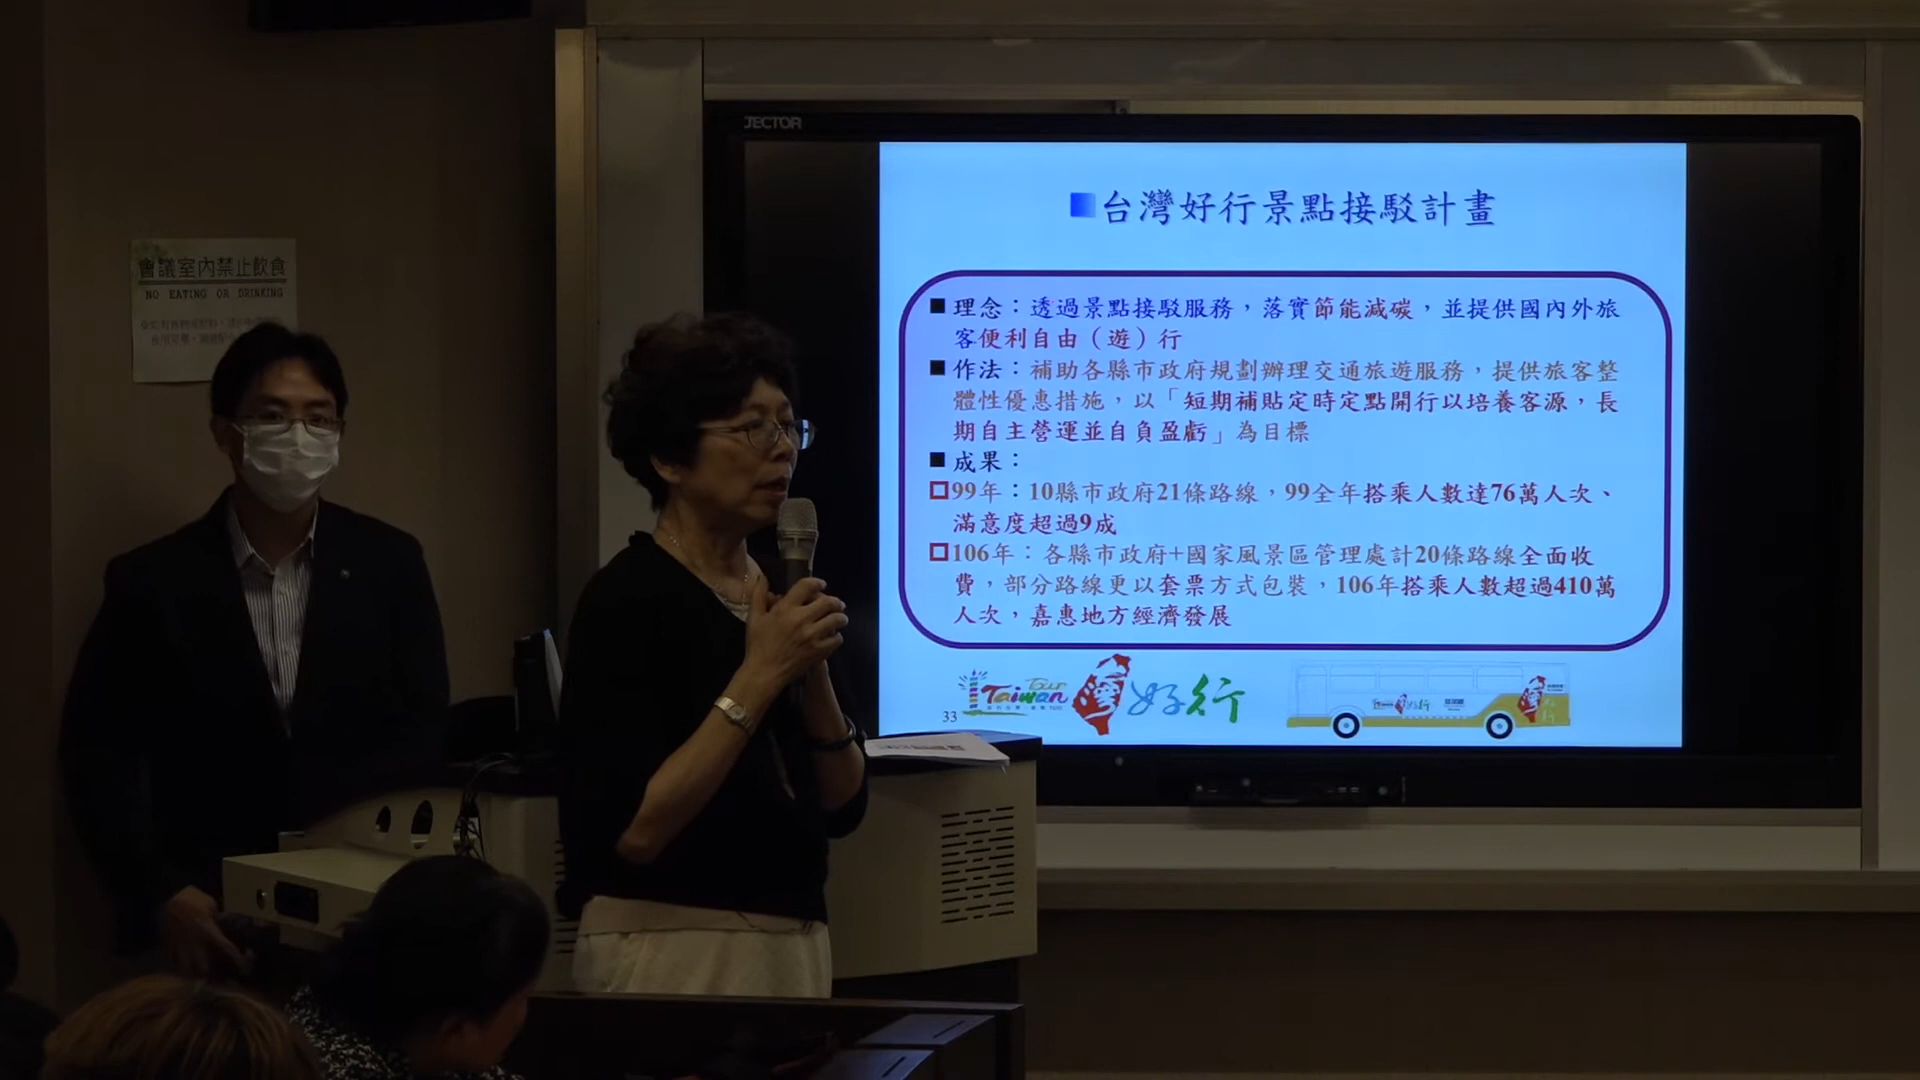 JECTOR
會議室內禁止飲食
NO EATING OR DRINKING
台灣好行景點接駁計畫
理念：透過景點接駁服務，落實節能減碳，並提供國內外旅
客便利自由（遊）行
作法：補助各縣市政府規劃辦理交通旅遊服務，提供旅客整
體性優惠措施，以「短期補貼定時定點開行以培養客源，長
期自主營運並自負盈虧」為目標
成果：
99年：10縣市政府21條路線，99全年搭乘人數達76萬人次、
滿意度超過9成
106年：各縣市政府+國家風景區管理處計20條路線全面收
費，部分路線更以套票方式包裝，106年搭乘人數超過410萬
人次，嘉惠地方經濟發展
33
Taiwan Tour
灣好行